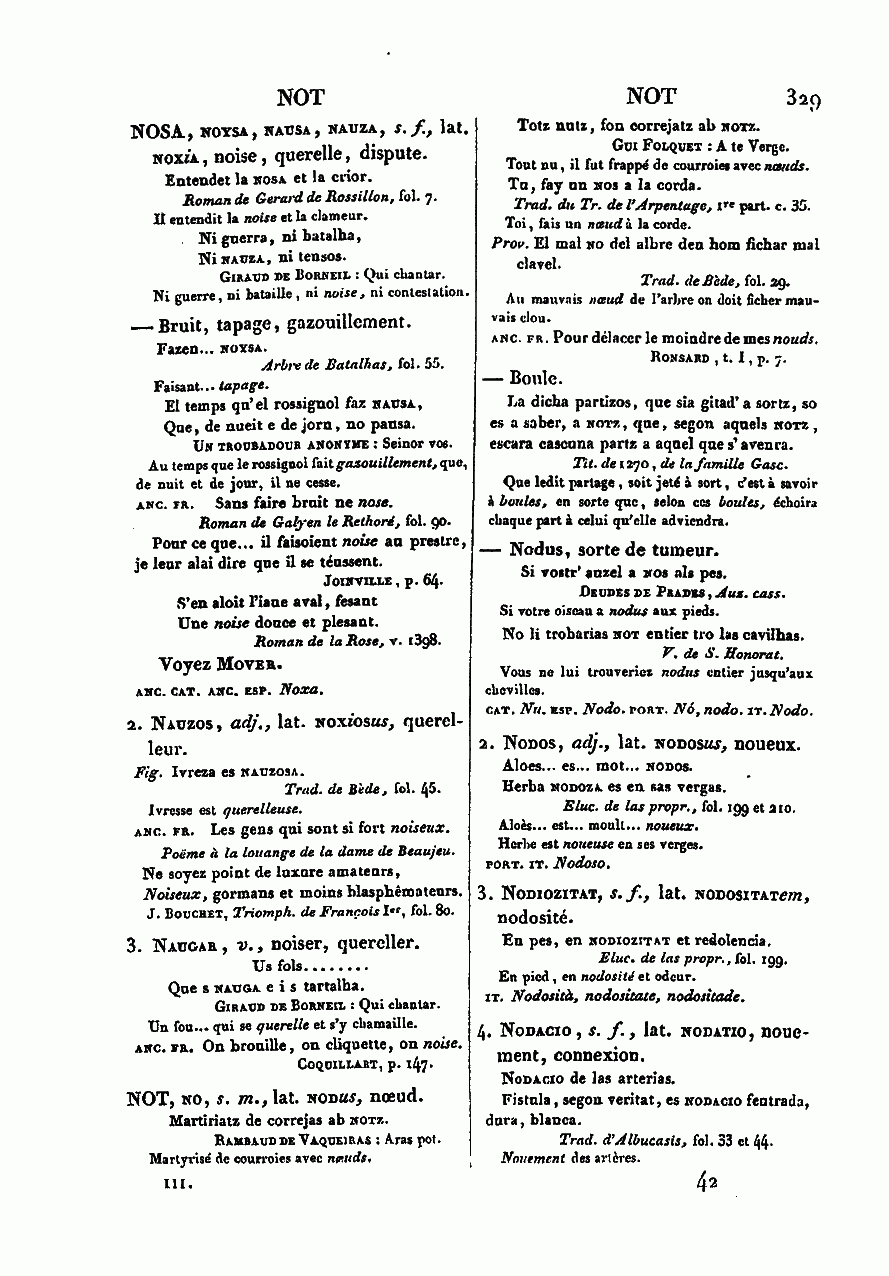 NOT
NOT
329
NOSA, NOYSA, NAUSA, NAUZA, s. f., lat.
NOXIA, noise, querelle, dispute.
Entendet la NOSA et la crior.
Roman de Gerard de Rossillon, fol. 7.
Il entendit la noise et la clameur.
Ni guerra, ni batalha,
Ni NAUZA, ni tensos.
GIRAUD DE BORNEIL : Qui chantar.
Ni guerre, ni bataille, ni noise, ni contestation.
— Bruit, tapage, gazouillement.
Fazen... NOYSA.
Arbre de Batalhas, fol. 55.
Faisant... tapage.
El temps qu'el rossignol faz NAUSA,
Que, de nueit e de jorn, no pausa.
UN TROUBADOUR ANONYME : Seinor vos.
Au temps que le rossignol fait gazouillement, que,
de nuit et de jour, il ne cesse.
ANC. FR. Sans faire bruit ne nose.
Roman de Galyen le Rethoré, fol. 90.
Pour ce que... il faisoient noise au prestre,
je leur alai dire que il se téussent.
JOINVILLE, p. 64.
S'en aloit l'iane aval, fesant
Une noise douce et plesant.
Roman de la Rose, v. 1398.
Voyez MOVER.
ANC. CAT. ANC. ESP. Noxa.
2. NAUZOS, adj., lat. NOXIOSUS, querel-
leur.
Fig. Ivreza es NAUZOSA.
Trad. de Bède, fol. 45.
Ivresse est querelleuse.
ANC. FR. Les gens qui sont si fort noiseux.
Poëme à la louange de la dame de Beaujeu.
Ne soyez point de luxure amateurs,
Noiseux, gormans et moins blasphémateurs.
J. BOUCHET, Triomph. de François Ier, fol. 80.
3. NAUGAR, v., noiser, quereller.
Us fols........
Que s NAUGA e i s tartalha.
GIRAUD DE BORNEIL : Qui chantar.
Un fou... qui se querelle et s'y chamaille.
ANC. FR. On brouille, on cliquette, on noise.
COQUILLART, p. 147.
NOT, NO, s. m., lat. NODUS, nœud.
Martiriatz de correjas ab NOTZ.
RAMBAUD DE VAQUEIRAS : Aras pot.
Martyrisé de courroies avec nœuds.
III.
Totz nutz, fon correjatz ab NOTZ.
GUI FOLQUET : A te Verge.
Tout nu, il fut frappé de courroies avec nœuds.
Tu, fay un NOS a la corda.
Trad. du Tr. de l'Arpentage, 1re part. c. 35.
Toi, fais un nœud à la corde.
Prov. El mal NO del albre deu hom fichar mal
clavel.
Trad. de Bède, fol. 29.
Au mauvais nœud de l'arbre on doit ficher mau-
vais clou.
ANC. FR. Pour délacer le moindre de mes nouds.
RONSARD, t. I, p. 7.
— Boule.
La dicha partizos, que sia gitad' a sortz, so
es a saber, a NOTZ, que, segon aquels NOTZ,
escara cascuna partz a aquel que s'avenra.
Tit. de 1270, de la famille Gasc.
Que ledit partage, soit jeté à sort, c'est à savoir
à boules, en sorte que, selon ces boules, échoira
chaque part à celui qu'elle adviendra.
— Nodus, sorte de tumeur.
Si vostr' auzel a NOS als pes.
DEUDES DE PRADES, Aus. cass.
Si votre oiseau a nodus aux pieds.
No li trobarias NOT entier tro las cavilhas.
V. de S. Honorat.
Vous ne lui trouveriez nodus entier jusqu'aux
chevilles.
CAT. Nu. ESP. Nodo. PORT. Nó, nodo. IT. Nodo.
2. NODOS, adj., lat. NODOSUS, noueux.
Aloes... es... mot... NODOS.
Herba NODOZA es en sas vergas.
Eluc. de las propr., fol. 199 et 210.
Aloès... est... moult... noueux.
Herbe est noueuse en ses verges.
PORT. IT. Nodoso.
3. NODIOZITAT, s. f., lat. NODOSITATem,
nodosité.
En pes, en NODIOZITAT et redolencia.
Eluc. de las propr., fol. 199.
En pied, en nodosité et odeur.
IT. Nodosità, nodositate, nodositade.
4. NODACIO, s. f., lat. NODATIO, noue-
ment, connexion.
NODACIO de las arterias.
Fistula, segon veritat, es NODACIO fentrada,
dura, blanca.
Trad. d'Albucasis, fol. 33 et 44.
Nouement des artères.
42